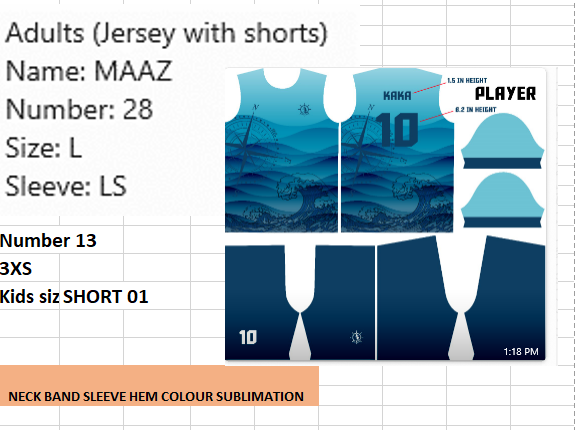 Adults (Jersey with shorts)
Name: MAAZ
Number: 28
Size: L
Sleeve: LS
Number 13
3XS
Kids siz SHORT 01
N
KAKA
1.5 IN HEIGHT
PLAYER
N
10
8.2 IN HEIGHT
10
1:18 PM
NECK BAND SLEEVE HEM COLOUR SUBLIMATION